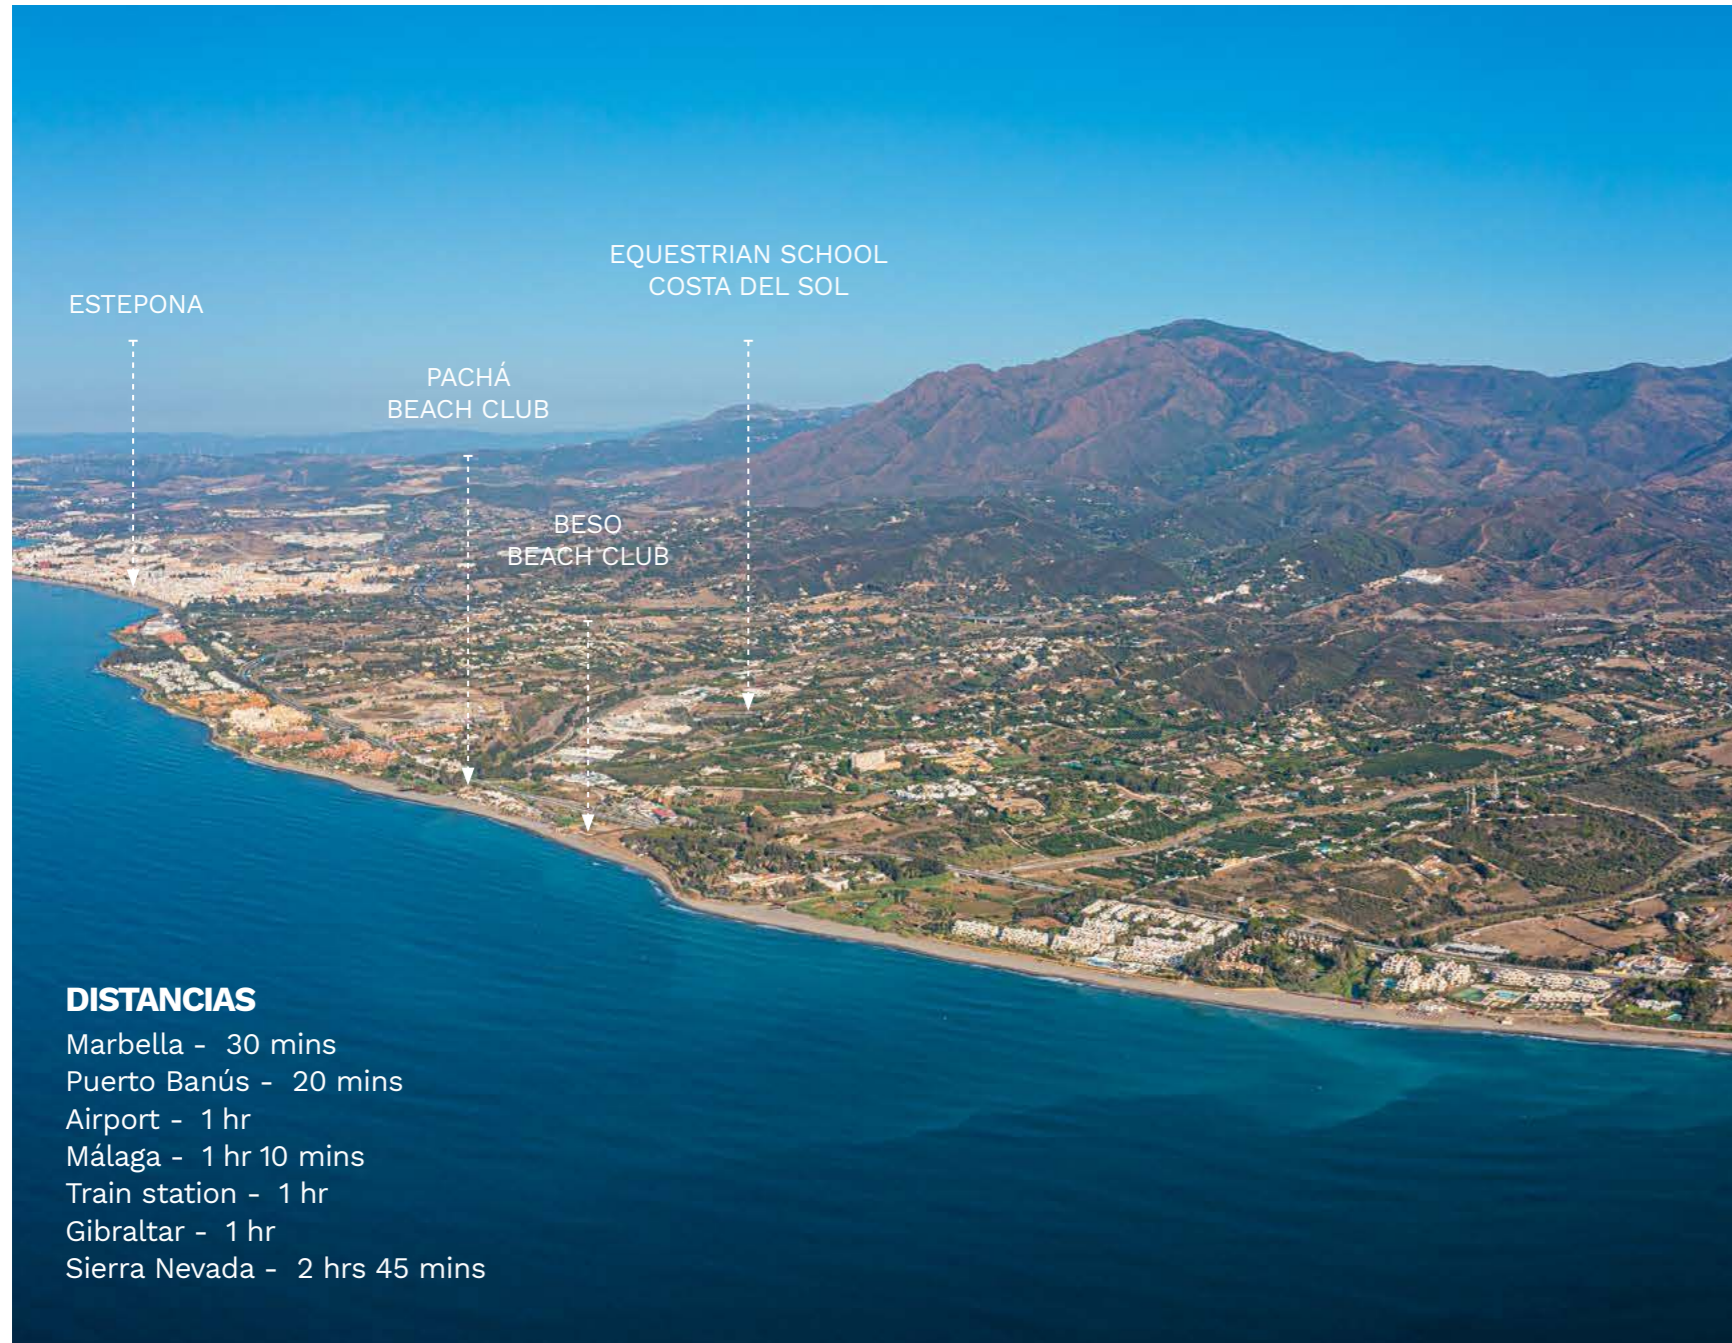 EQUESTRIAN SCHOOL
COSTA DEL SOL
ESTEPONA
PACHÁ
BEACH CLUB
BESO
BEACH CLUB
DISTANCIAS
Marbella - 30 mins
Puerto Banús - 20 mins
Airport - 1 hr
Málaga - 1 hr 10 mins
Train station - 1 hr
Gibraltar - 1 hr
Sierra Nevada - 2 hrs 45 mins